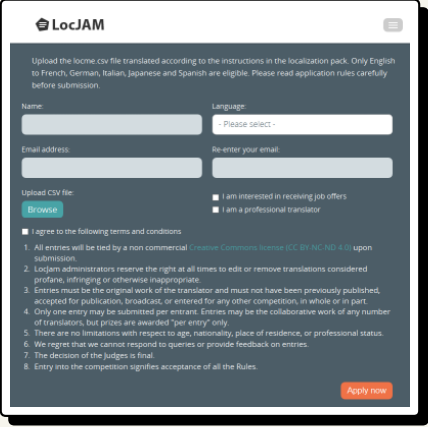 LocJAM
Upload the locme.csv file translated according to the instructions in the localization pack. Only English
to French, German, Italian, Japanese and Spanish are eligible. Please read application rules carefully
before submission.
Name:
Language:
- Please select -
Email address:
Re-enter your email:
Upload CSV file:
Browse
I am interested in receiving job offers
I am a professional translator
I agree to the following terms and conditions
1. All entries will be tied by a non commercial Creative Commons license (CC-BY-NC-ND 4.0) upon
submission.
2. LocJam administrators reserve the right at all times to edit or remove translations considered
profane, infringing or otherwise inappropriate.
3. Entries must be the original work of the translator and must not have been previously published,
accepted for publication, broadcast, or entered for any other competition, in whole or in part.
4. Only one entry may be submitted per entrant. Entries may be the collaborative work of any number
of translators, but prizes are awarded "per entry" only.
5. There are no limitations with respect to age, nationality, place of residence, or professional status.
6. We regret that we cannot respond to queries or provide feedback on entries.
7. The decision of the Judges is final.
8. Entry into the competition signifies acceptance of all the Rules.
Apply now